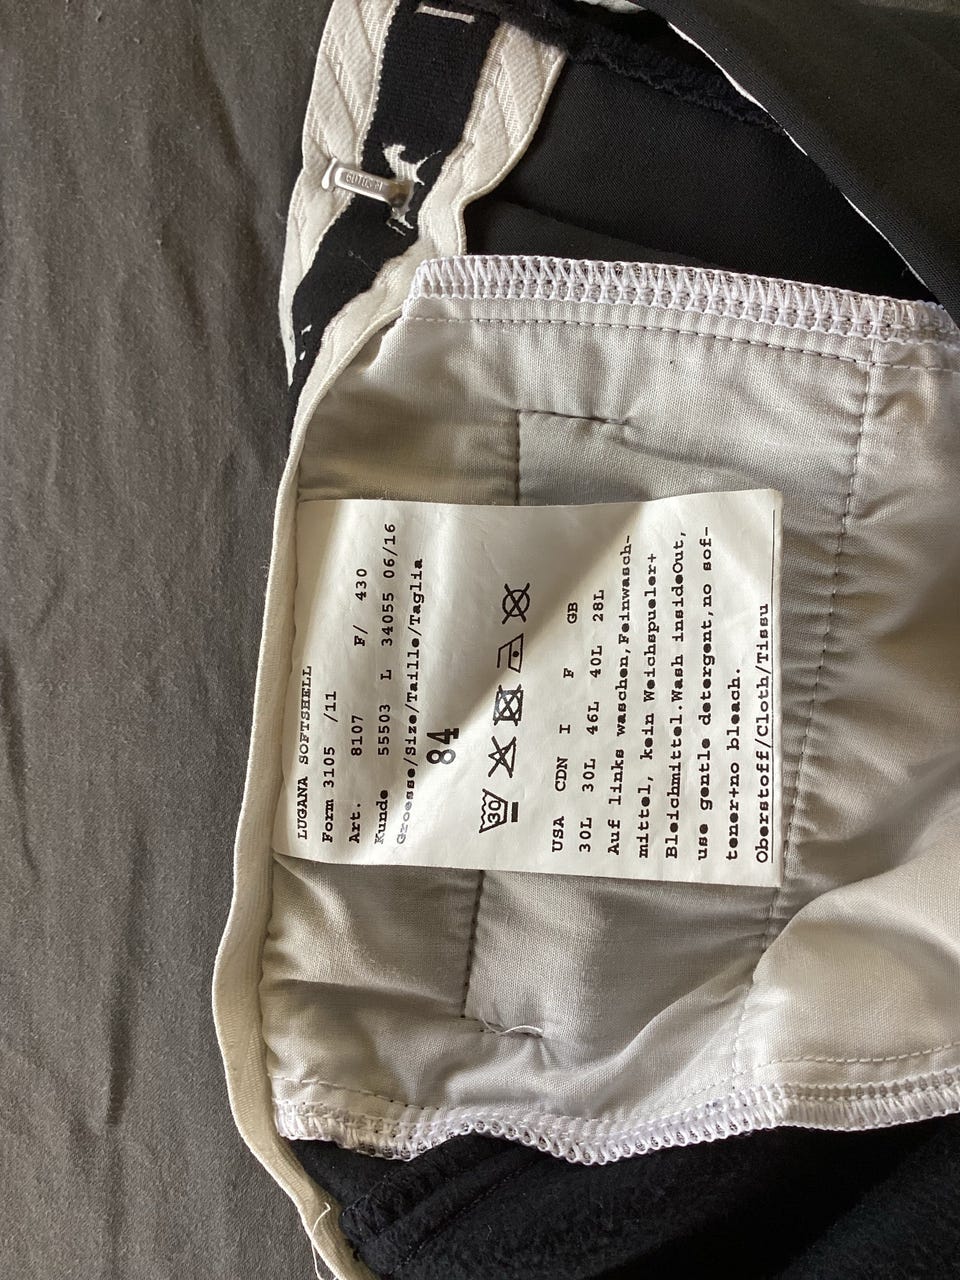 LUGANA SOFTSHELL
Form 3105 /11
Art. 8107 F/ 430
Kunde 55503 L 34055 06/16
Groesse/Size/Taille/Taglia
84
30
USA CDN I F GB
30L 30L 46L 40L 28L
Auf links waschen,Feinwasch-
mittel, kein Weichspueler+
Bleichmittel.Wash insideOut,
use gentle detergent,no sof-
tener+no bleach.
Oberstoff/Cloth/Tissu